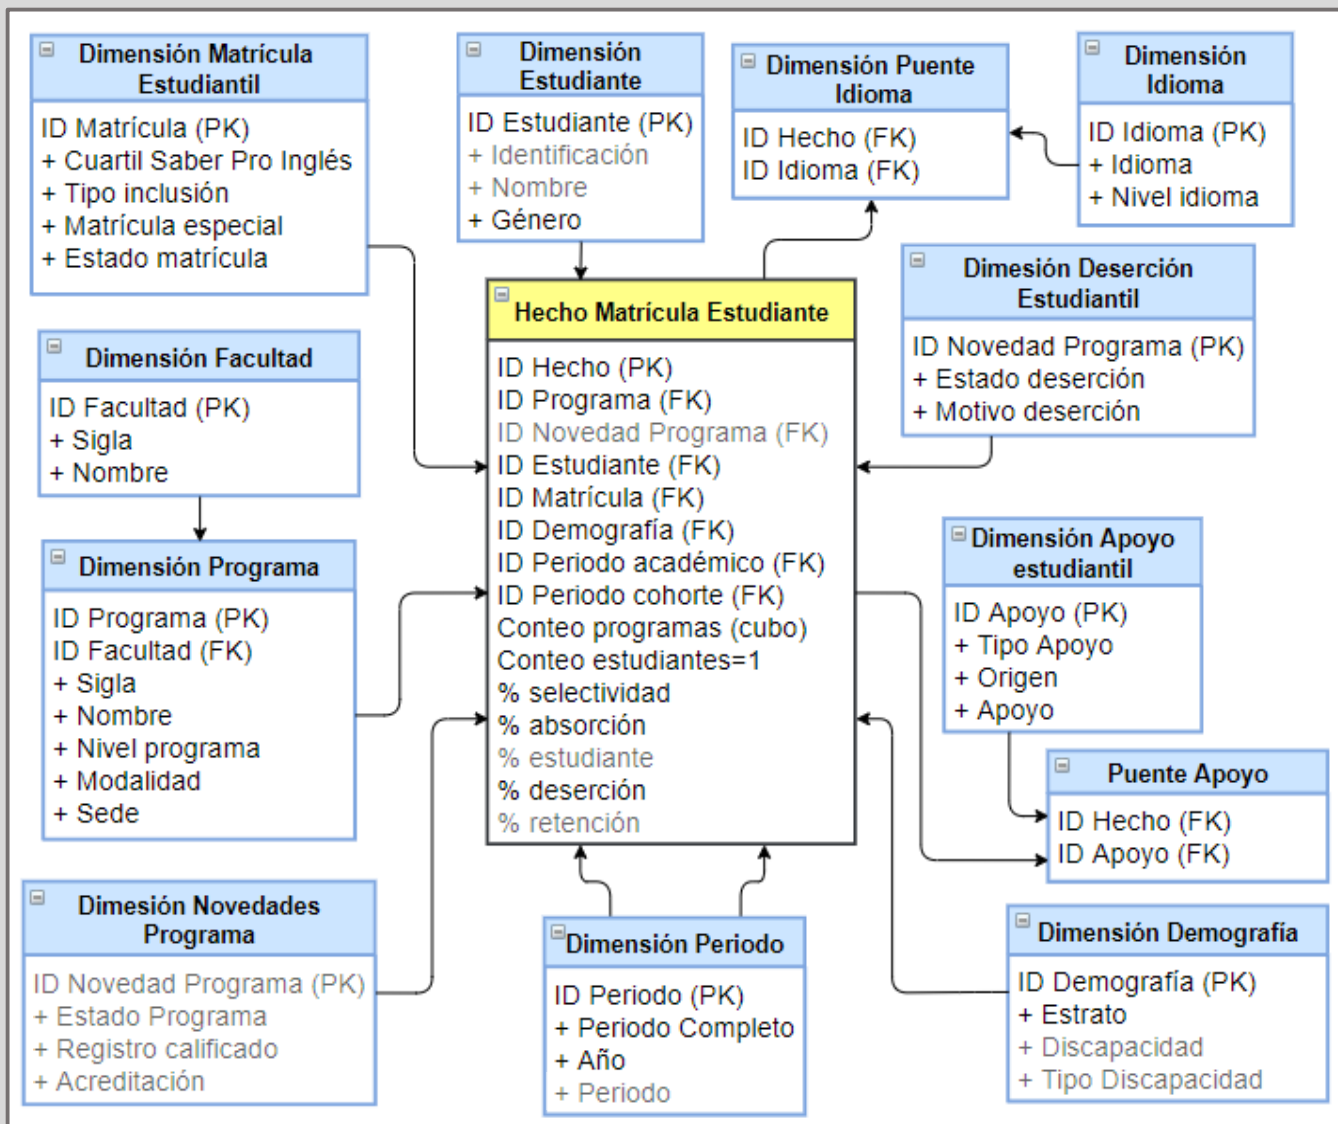 Dimensión Matrícula
Estudiantil
ID Matrícula (PK)
+ Cuartil Saber Pro Inglés
+ Tipo inclusión
+ Matrícula especial
+ Estado matrícula
Dimensión
Estudiante
ID Estudiante (PK)
+ Identificación
+ Nombre
+ Género
Dimensión Puente
Idioma
ID Hecho (FK)
ID Idioma (FK)
Dimensión
Idioma
ID Idioma (PK)
+ Idioma
+ Nivel idioma
Dimesión Deserción
Estudiantil
ID Novedad Programa (PK)
+ Estado deserción
+ Motivo deserción
Hecho Matrícula Estudiante
ID Hecho (PK)
ID Programa (FK)
ID Novedad Programa (FK)
ID Estudiante (FK)
ID Matrícula (FK)
ID Demografía (FK)
ID Periodo académico (FK)
ID Periodo cohorte (FK)
Conteo programas (cubo)
Conteo estudiantes=1
% selectividad
% absorción
% estudiante
% deserción
% retención
Dimensión Facultad
ID Facultad (PK)
+ Sigla
+ Nombre
Dimensión Programa
ID Programa (PK)
ID Facultad (FK)
+ Sigla
+ Nombre
+ Nivel programa
+ Modalidad
+ Sede
Dimensión Apoyo
estudiantil
ID Apoyo (PK)
+ Tipo Apoyo
+ Origen
+ Apoyo
Puente Apoyo
ID Hecho (FK)
ID Apoyo (FK)
Dimesión Novedades
Programa
ID Novedad Programa (PK)
+ Estado Programa
+ Registro calificado
+ Acreditación
Dimensión Periodo
ID Periodo (PK)
+ Periodo Completo
+ Año
+ Periodo
Dimensión Demografía
ID Demografía (PK)
+ Estrato
+ Discapacidad
+ Tipo Discapacidad